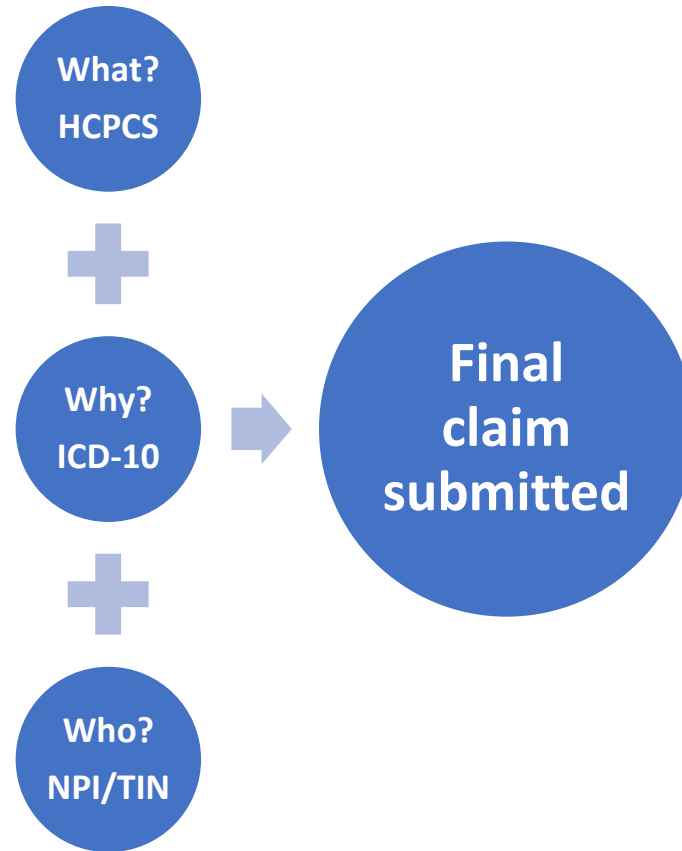 What?
HCPCS
Why?
ICD-10
Who?
NPI/TIN
Final
claim
submitted